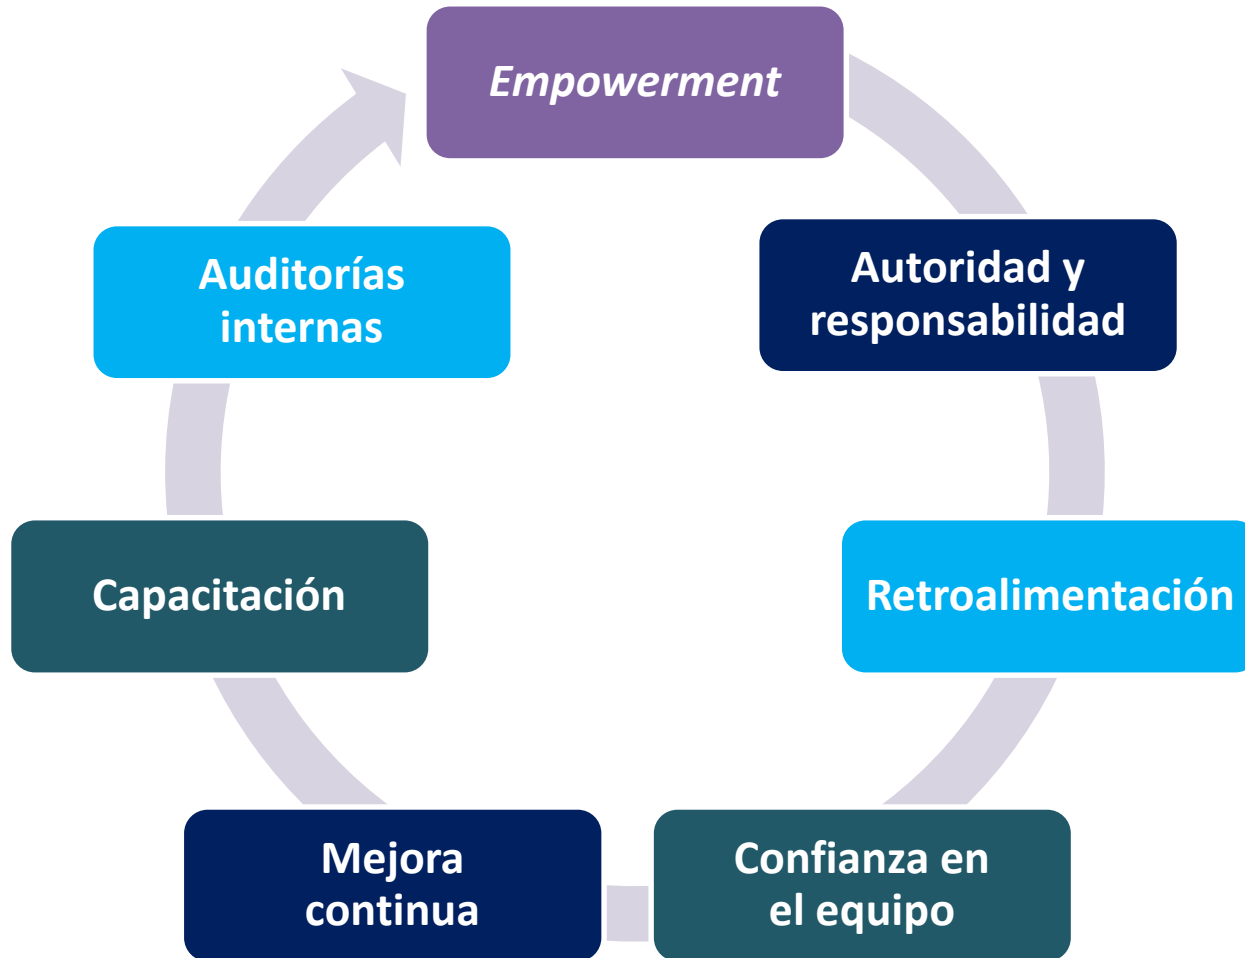 Empowerment
Autoridad y
responsabilidad
Retroalimentación
Confianza en
el equipo
Mejora
continua
Capacitación
Auditorías
internas